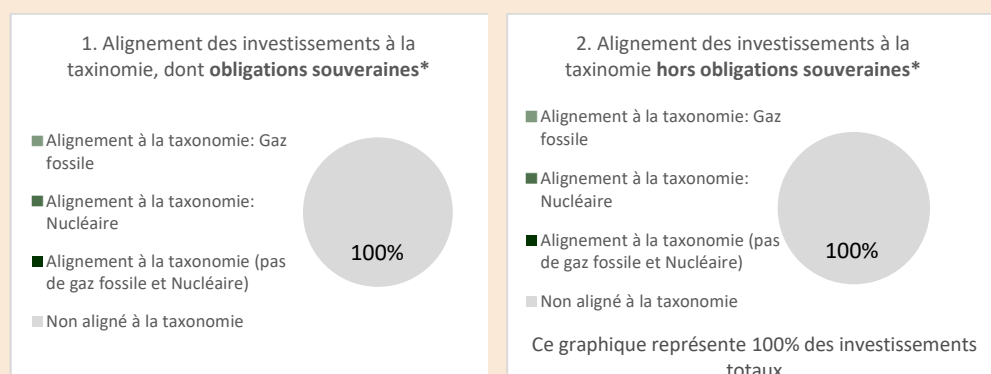 1. Alignement des investissements à la
taxinomie, dont obligations souveraines*
Alignement à la taxonomie: Gaz
fossile
Alignement à la taxonomie:
Nucléaire
Alignement à la taxonomie (pas
de gaz fossile et Nucléaire)
Non aligné à la taxonomie
100%
2. Alignement des investissements à la
taxinomie hors obligations souveraines*
Alignement à la taxonomie: Gaz
fossile
Alignement à la taxonomie:
Nucléaire
Alignement à la taxonomie (pas
de gaz fossile et Nucléaire)
Non aligné à la taxonomie
100%
Ce graphique représente 100% des investissements
totaux